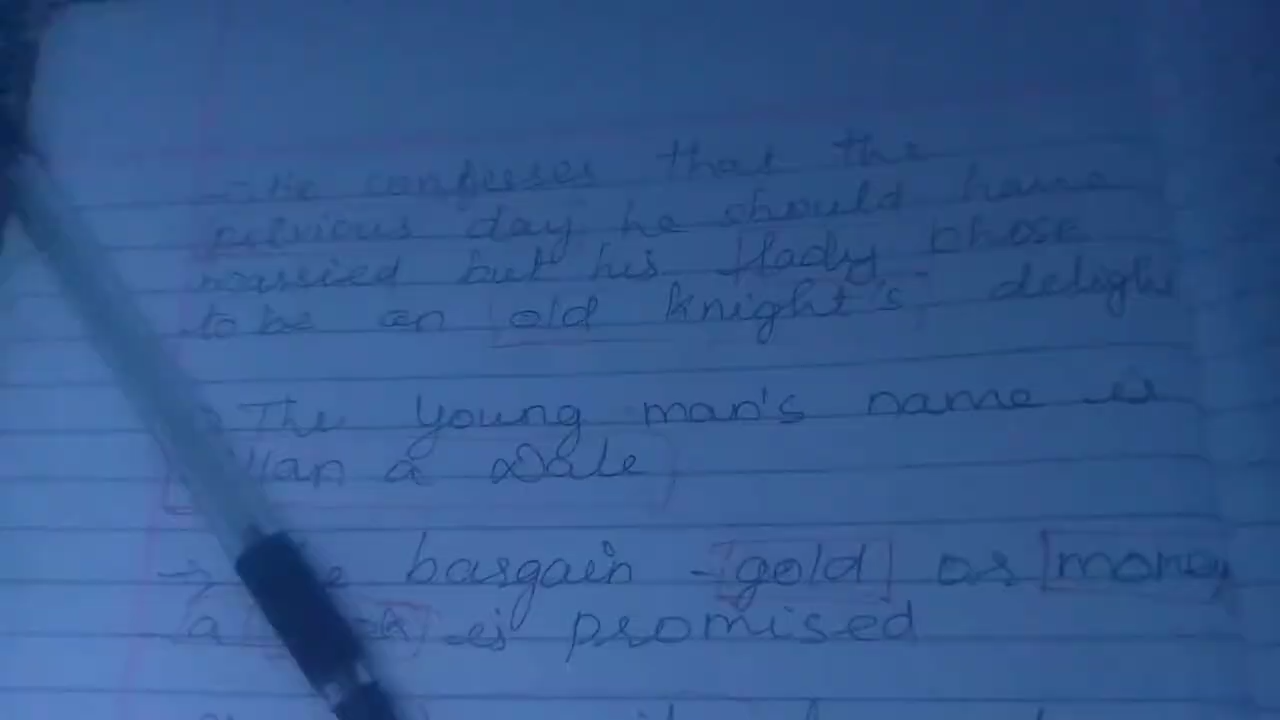 → He confesses that the
previous day he should have
married but his lady chose
to be an old knight's delight
The young man's name is
Allan a Dale
→ bargain - gold or money
a is promised